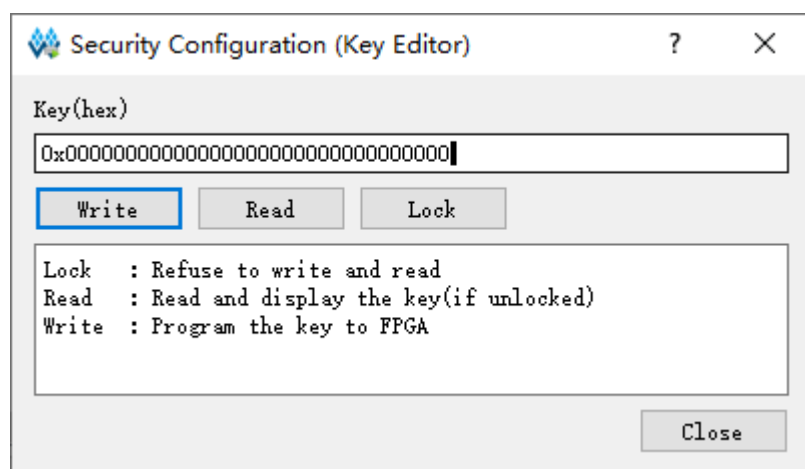 Security Configuration (Key Editor)
Key(hex)
0x00000000000000000000000000000000
Write Read Lock
Lock : Refuse to write and read
Read : Read and display the key(if unlocked)
Write : Program the key to FPGA
Close